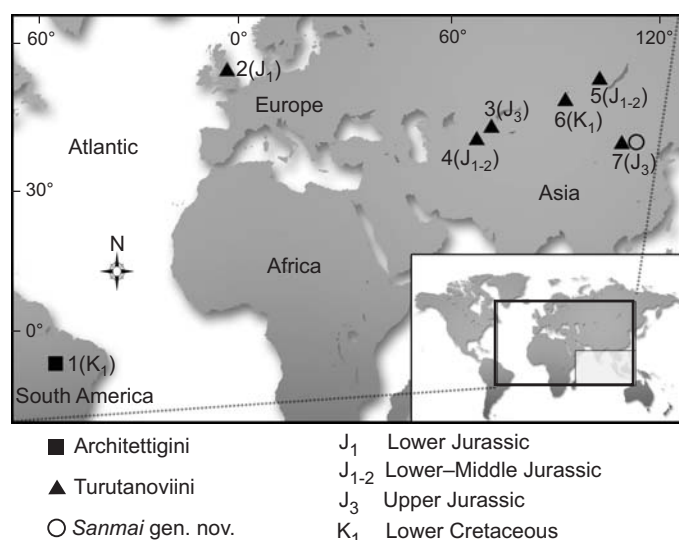 60° 0° 60° 120°
2(J1)
Europe
5(J1-2)
3(J3)
6(K1)
Atlantic
4(J1-2)
7(J3)
30°
Asia
N
Africa
0°
1(K1)
South America
■ Architettigini
▲ Turutanoviini
○ Sanmai gen. nov.
J1 Lower Jurassic
J1-2 Lower–Middle Jurassic
J3 Upper Jurassic
K1 Lower Cretaceous